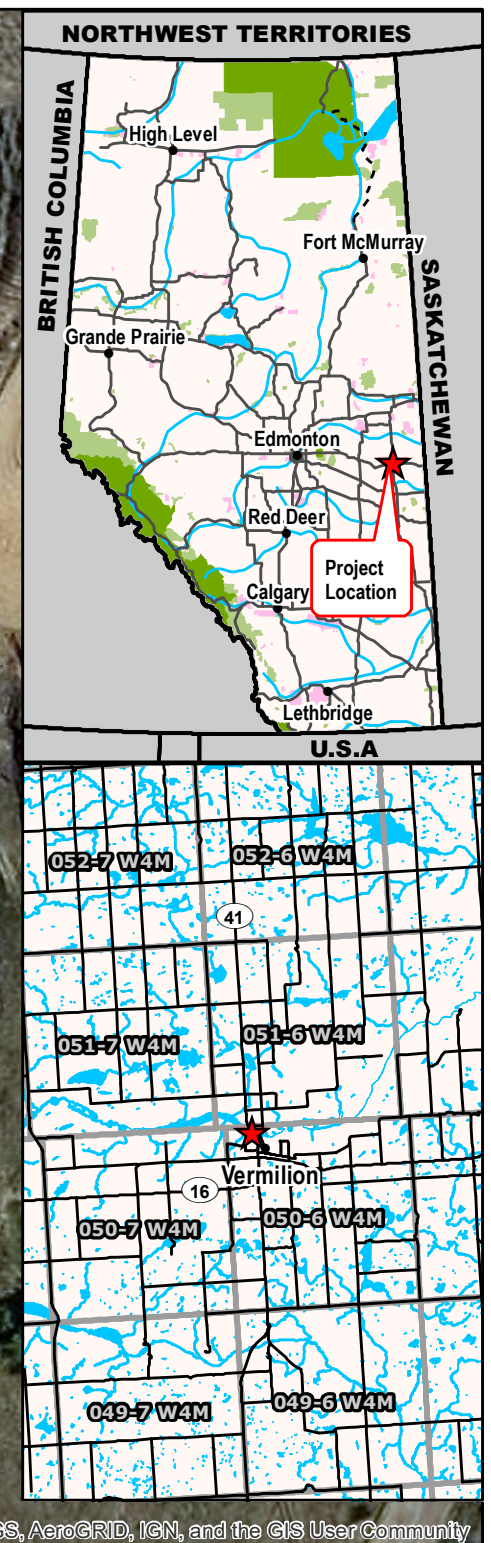 NORTHWEST TERRITORIES
BRITISH COLUMBIA
High Level
Fort McMurray
SASKATCHEWAN
Grande Prairie
Edmonton
Red Deer
Project
Location
Calgary
Lethbridge
U.S.A
052-7 W4M
052-6 W4M
41
051-7 W4M
051-6 W4M
Vermilion
16
050-7 W4M
050-6 W4M
049-7 W4M
049-6 W4M
GS, AeroGRID, IGN, and the GIS User Community